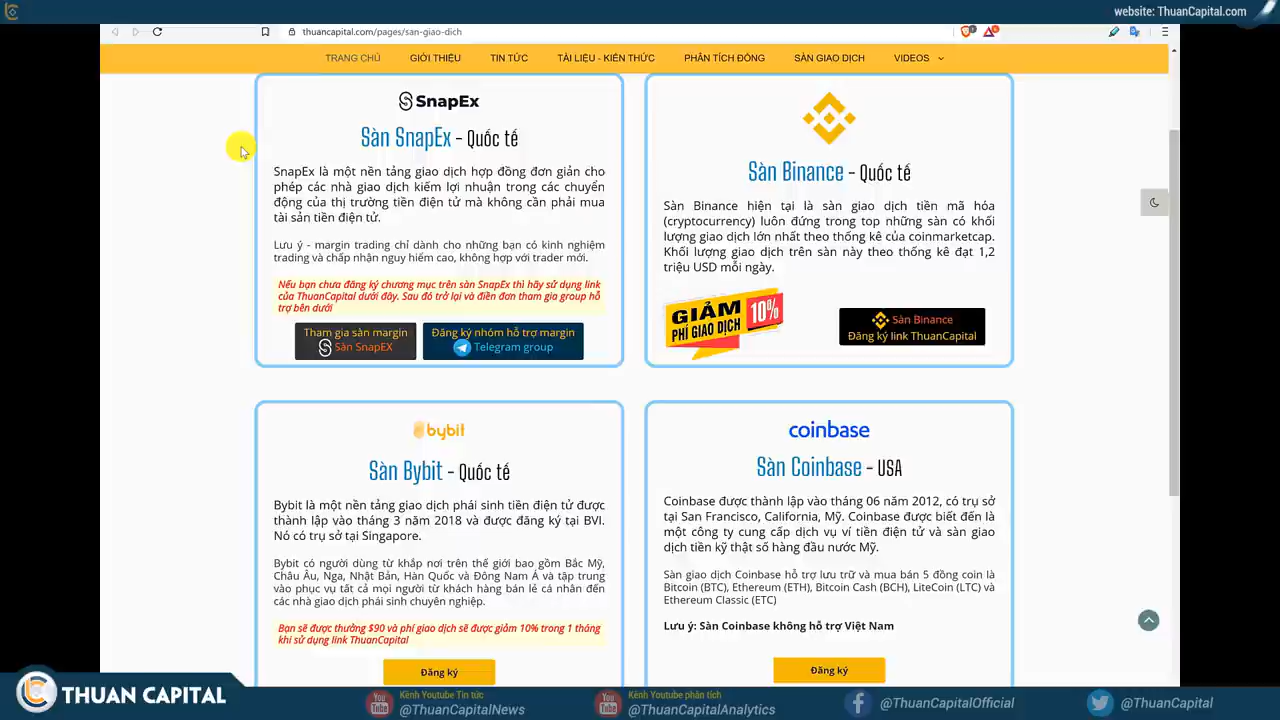 website: ThuanCapital.com
thuancapital.com/pages/san-giao-dich
TRANG CHỦ
GIỚI THIỆU
TIN TỨC
TÀI LIỆU - KIẾN THỨC
PHÂN TÍCH ĐỘNG
SÀN GIAO DỊCH
VIDEOS
SnapEx
Sàn SnapEx - Quốc tế
SnapEx là một nền tảng giao dịch hợp đồng đơn giản cho
phép các nhà giao dịch kiếm lợi nhuận trong các chuyển
động của thị trường tiền điện tử mà không cần phải mua
tài sản tiền điện tử.
Lưu ý - margin trading chỉ dành cho những bạn có kinh nghiệm
trading và chấp nhận nguy hiểm cao, không hợp với trader mới.
Nếu bạn chưa đăng ký chương mục trên sàn SnapEx thì hãy sử dụng link
của ThuanCapital dưới đây. Sau đó trở lại và điền đơn tham gia group hỗ
trợ bên dưới
Tham gia sàn margin
Sàn SnapEX
Đăng ký nhóm hỗ trợ margin
Telegram group
Sàn Binance - Quốc tế
Sàn Binance hiện tại là sàn giao dịch tiền mã hóa
(cryptocurrency) luôn đứng trong top những sàn có khối
lượng giao dịch lớn nhất theo thống kê của coinmarketcap.
Khối lượng giao dịch trên sàn này theo thống kê đạt 1,2
triệu USD mỗi ngày.
GIẢM 10%
PHÍ GIAO DỊCH
Sàn Binance
Đăng ký link ThuanCapital
bybit
Sàn Bybit - Quốc tế
Bybit là một nền tảng giao dịch phái sinh tiền điện tử được
thành lập vào tháng 3 năm 2018 và được đăng ký tại BVI.
Nó có trụ sở tại Singapore.
Bybit có người dùng từ khắp nơi trên thế giới bao gồm Bắc Mỹ,
Châu Âu, Nga, Nhật Bản, Hàn Quốc và Đông Nam Á và tập trung
vào phục vụ tất cả mọi người từ khách hàng bán lẻ cá nhân đến
các nhà giao dịch phái sinh chuyên nghiệp.
Bạn sẽ được thưởng $90 và phí giao dịch sẽ được giảm 10% trong 1 tháng
khi sử dụng link ThuanCapital
Đăng ký
coinbase
Sàn Coinbase - USA
Coinbase được thành lập vào tháng 06 năm 2012, có trụ sở
tại San Francisco, California, Mỹ. Coinbase được biết đến là
một công ty cung cấp dịch vụ ví tiền điện tử và sàn giao
dịch tiền kỹ thật số hàng đầu nước Mỹ.
Sàn giao dịch Coinbase hỗ trợ lưu trữ và mua bán 5 đồng coin là
Bitcoin (BTC), Ethereum (ETH), Bitcoin Cash (BCH), LiteCoin (LTC) và
Ethereum Classic (ETC)
Lưu ý: Sàn Coinbase không hỗ trợ Việt Nam
Đăng ký
THUAN CAPITAL
Kênh Youtube Tin tức
@ThuanCapitalNews
Kênh Youtube phân tích
@ThuanCapitalAnalytics
@ThuanCapitalOfficial
@ThuanCapital